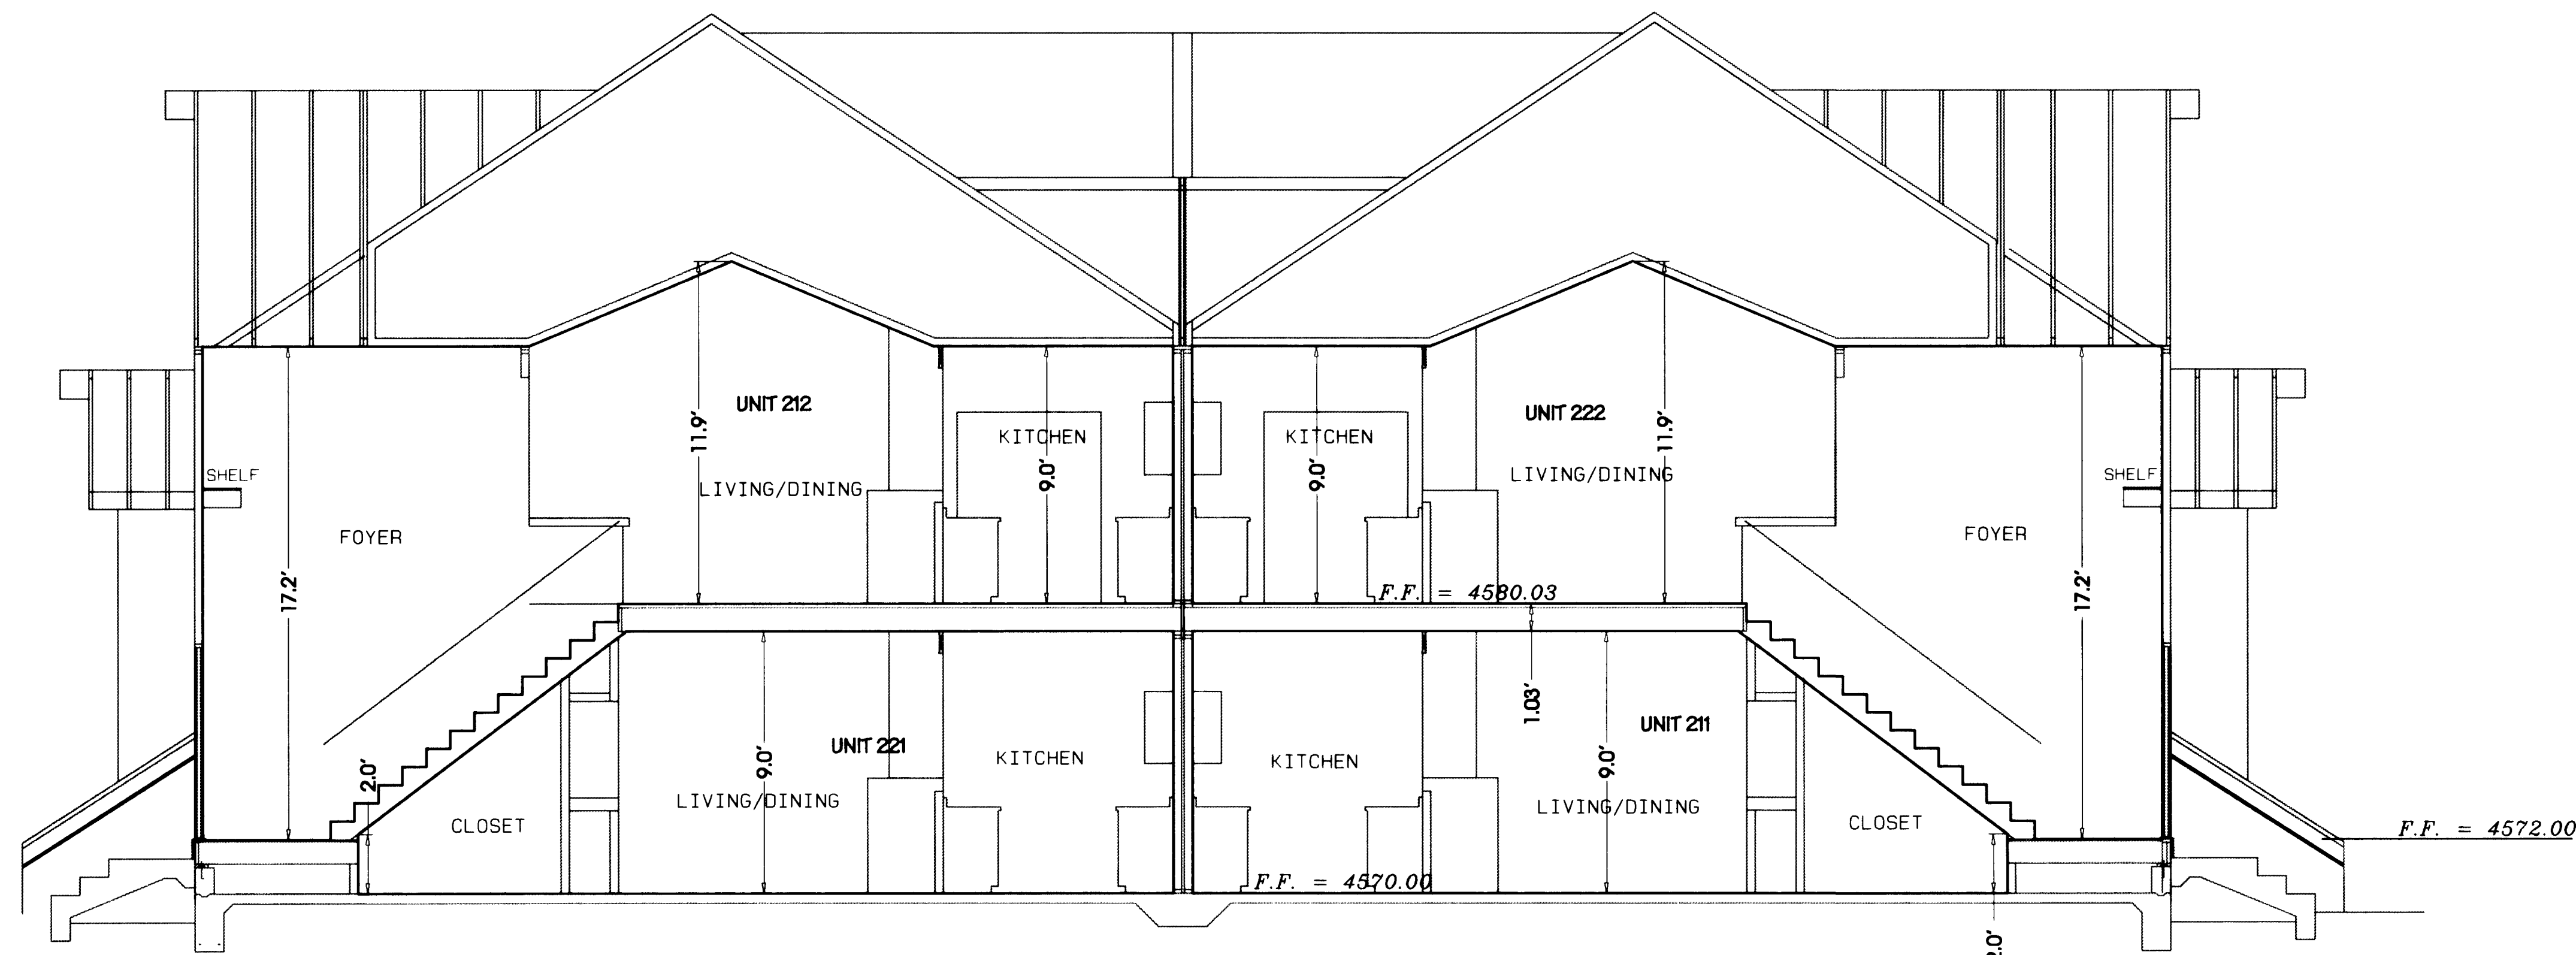 UNIT 212
UNIT 222
11.9'
11.9'
KITCHEN
KITCHEN
SHELF
9.0'
9.0'
SHELF
LIVING/DINING
LIVING/DINING
FOYER
FOYER
17.2'
17.2'
F.F. = 4580.03
1.03'
UNIT 221
UNIT 211
9.0'
9.0'
KITCHEN
KITCHEN
2.0'
LIVING/DINING
LIVING/DINING
CLOSET
CLOSET
F.F. = 4572.00
F.F. = 4570.00
2.0'